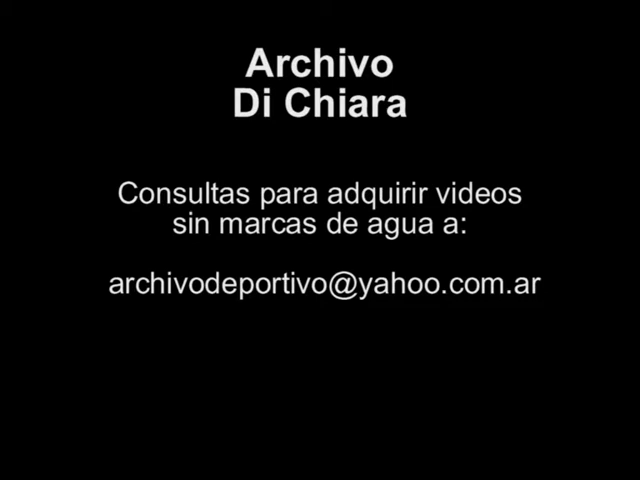 Archivo
Di Chiara
Consultas para adquirir videos
sin marcas de agua a:
archivodeportivo@yahoo.com.ar